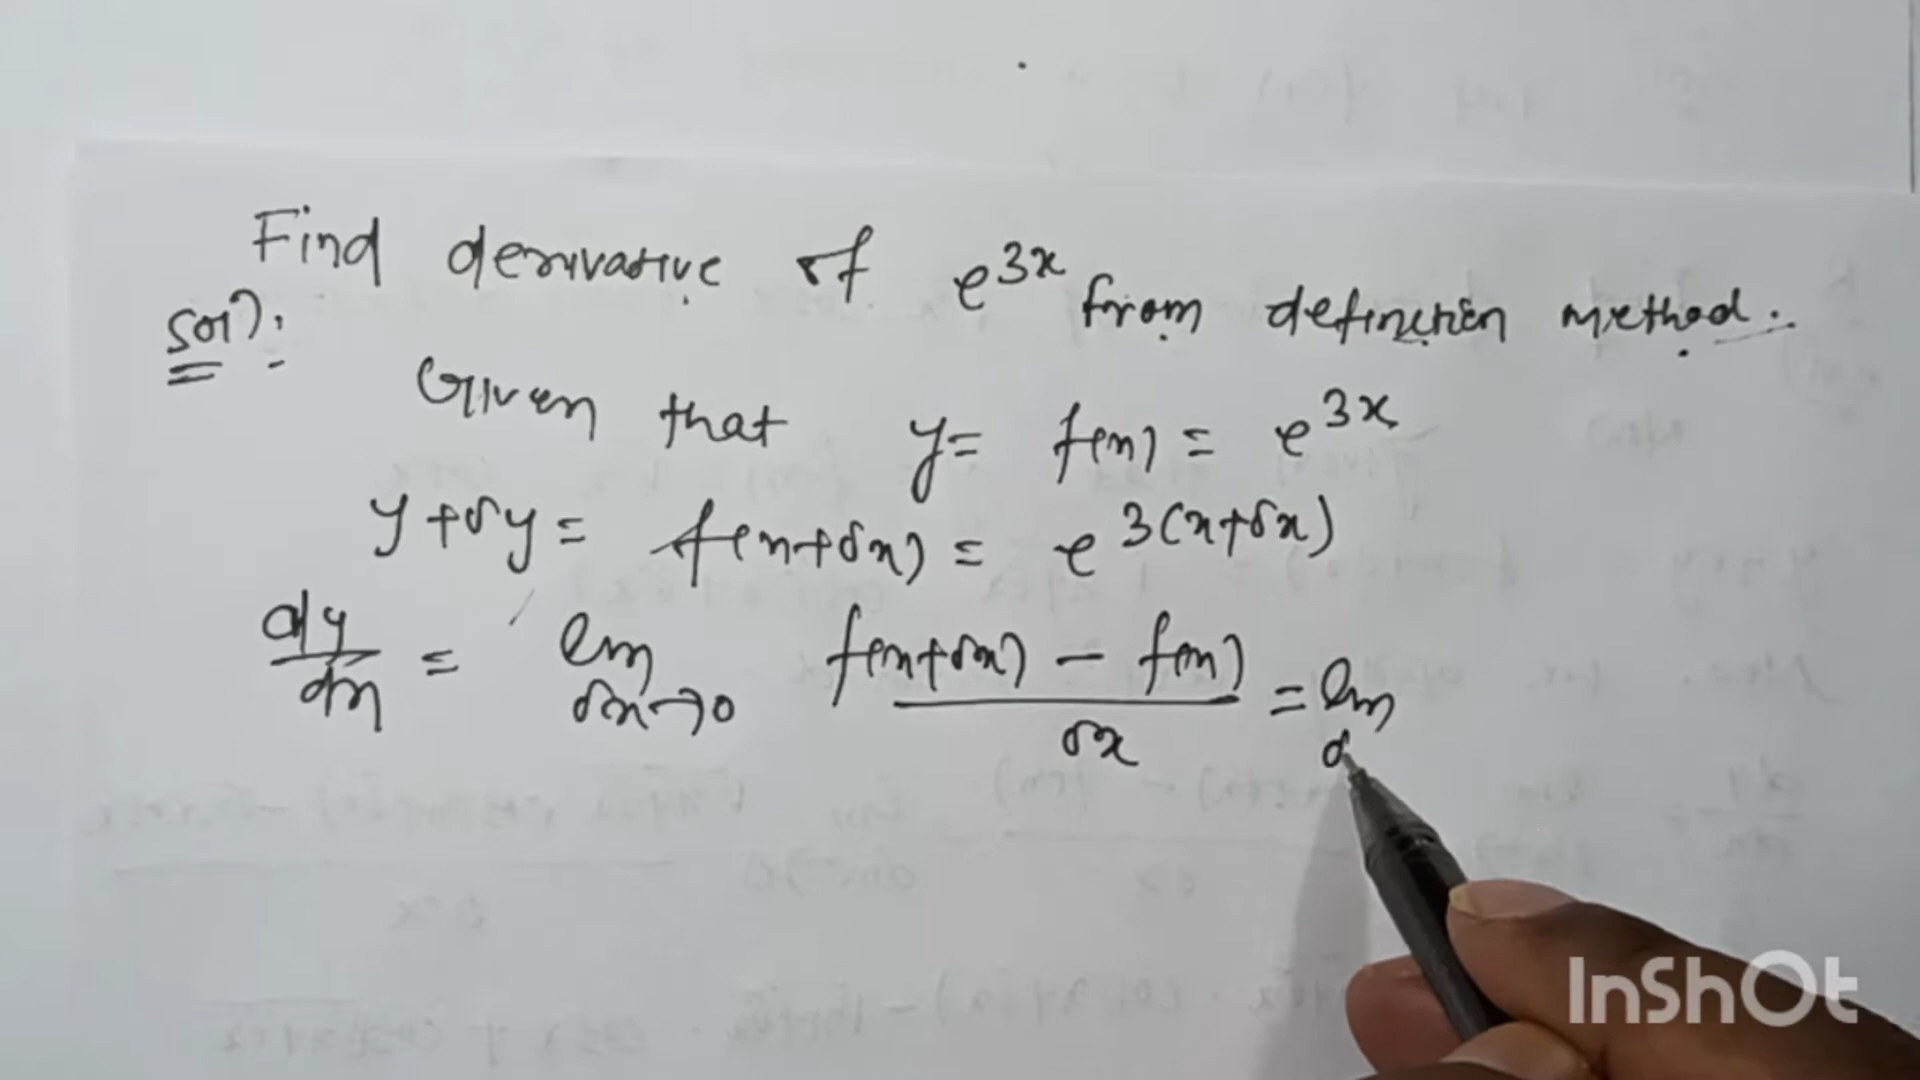 Find derivative of e^3x from definition method.
Sol?:
Given that y = f(x) = e^3x
y + δy = f(x+δx) = e^3(x+δx)
dy/dx = lim δx→0 f(x+δx) - f(x) / δx = lim
InShOt